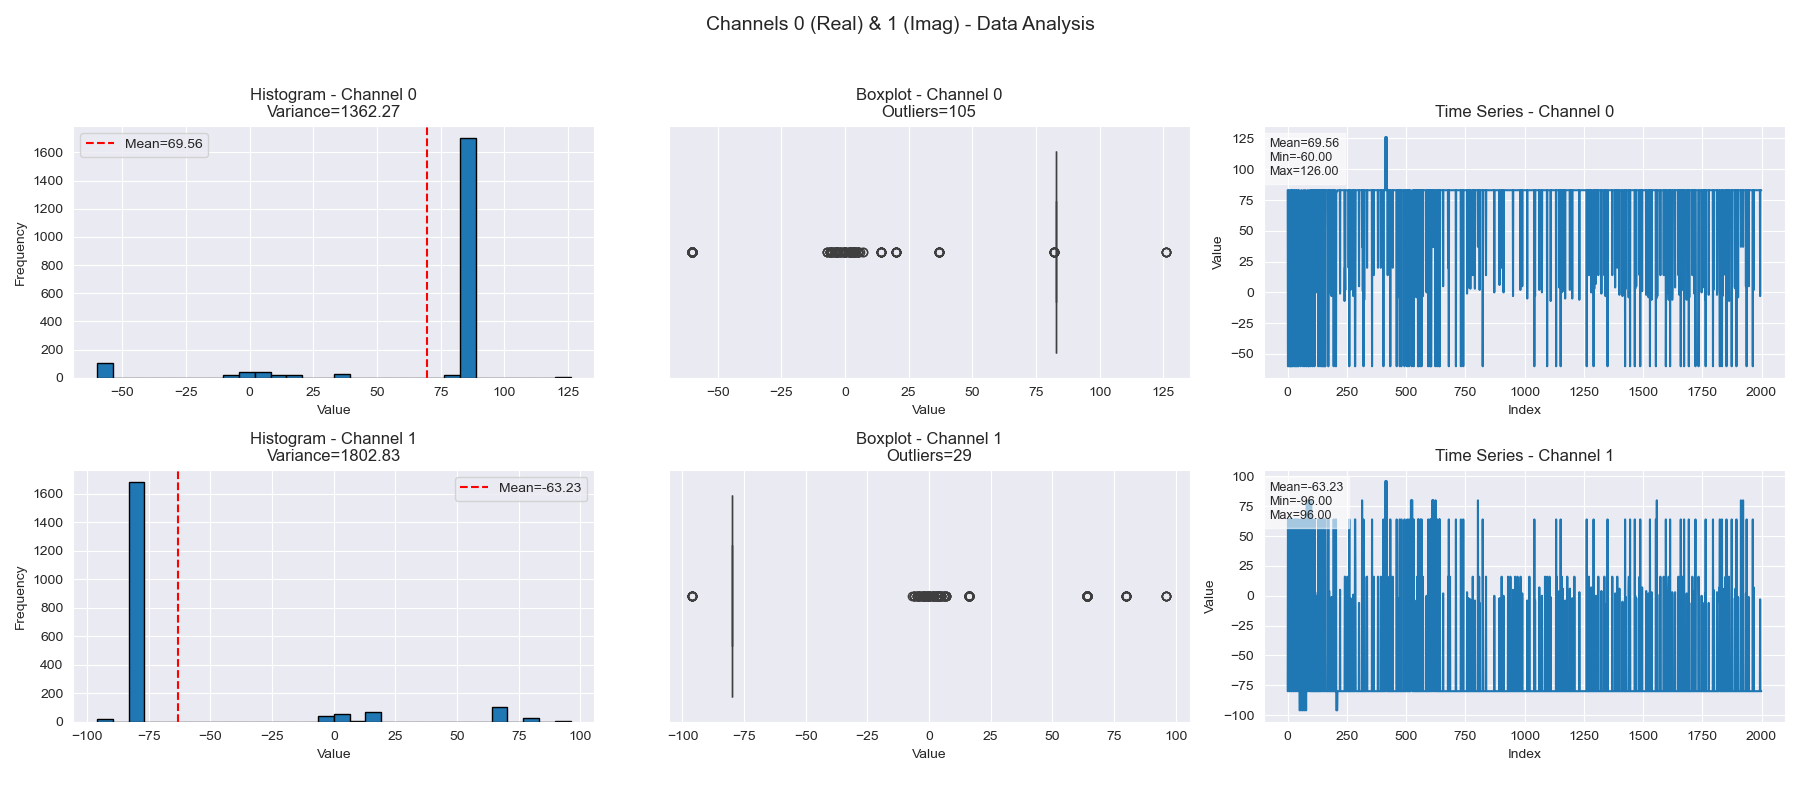 Channels 0 (Real) & 1 (Imag) - Data Analysis
Histogram - Channel 0
Variance=1362.27
Mean=69.56
1600
1400
1200
1000
800
600
400
200
0
Frequency
−50 −25 0 25 50 75 100 125
Value
Boxplot - Channel 0
Outliers=105
−50 −25 0 25 50 75 100 125
Value
Time Series - Channel 0
Mean=69.56
Min=-60.00
Max=126.00
125
100
75
50
25
0
−25
−50
Value
0 250 500 750 1000 1250 1500 1750 2000
Index
Histogram - Channel 1
Variance=1802.83
Mean=-63.23
1600
1400
1200
1000
800
600
400
200
0
Frequency
−100 −75 −50 −25 0 25 50 75 100
Value
Boxplot - Channel 1
Outliers=29
−100 −75 −50 −25 0 25 50 75 100
Value
Time Series - Channel 1
Mean=-63.23
Min=-96.00
Max=96.00
100
75
50
25
0
−25
−50
−75
−100
Value
0 250 500 750 1000 1250 1500 1750 2000
Index